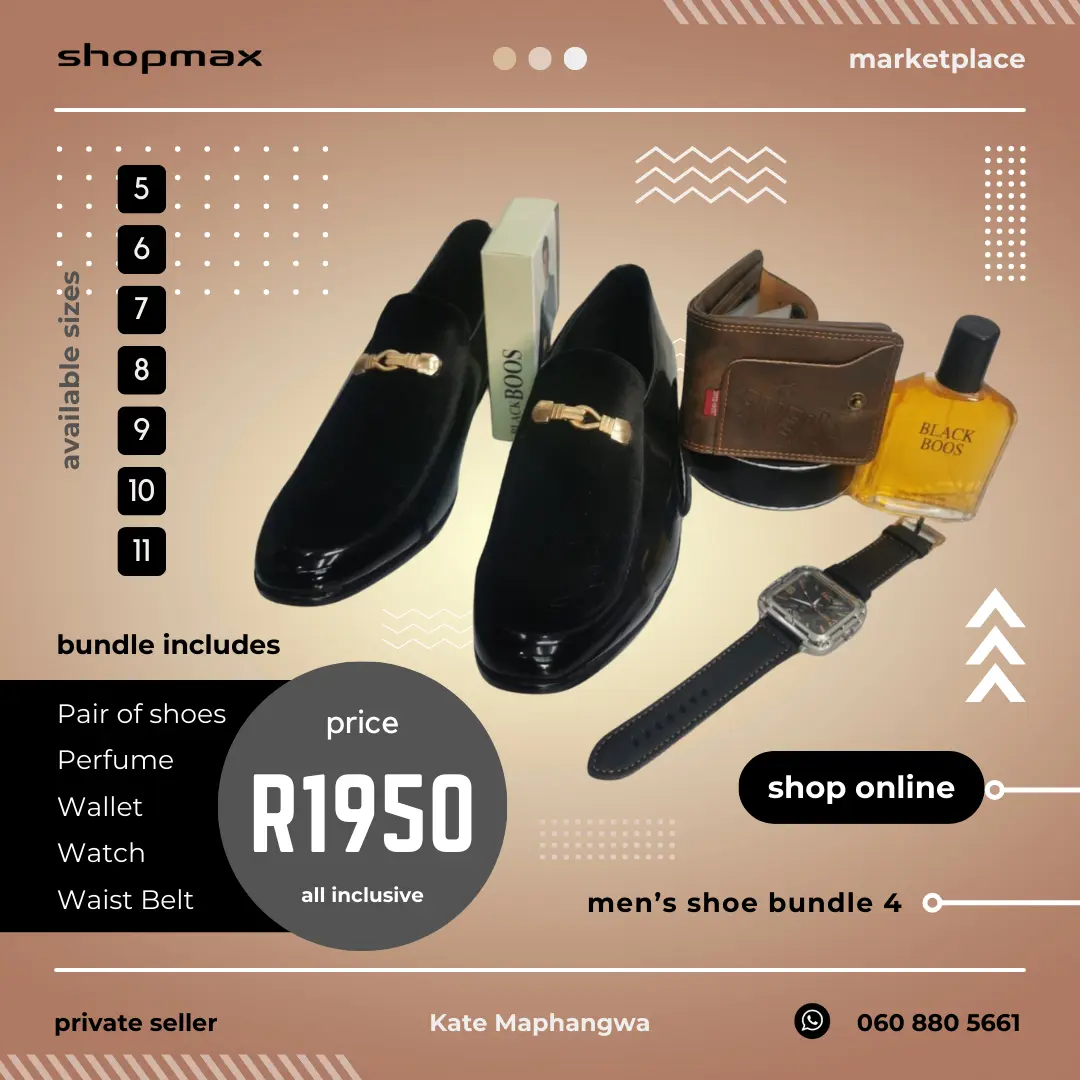 shopmax
marketplace
available sizes
5
6
7
8
9
10
11
BLACK BOOS
BLACK
BOOS
bundle includes
Pair of shoes
Perfume
Wallet
Watch
Waist Belt
price
R1950
all inclusive
shop online
men's shoe bundle 4
private seller
Kate Maphangwa
060 880 5661